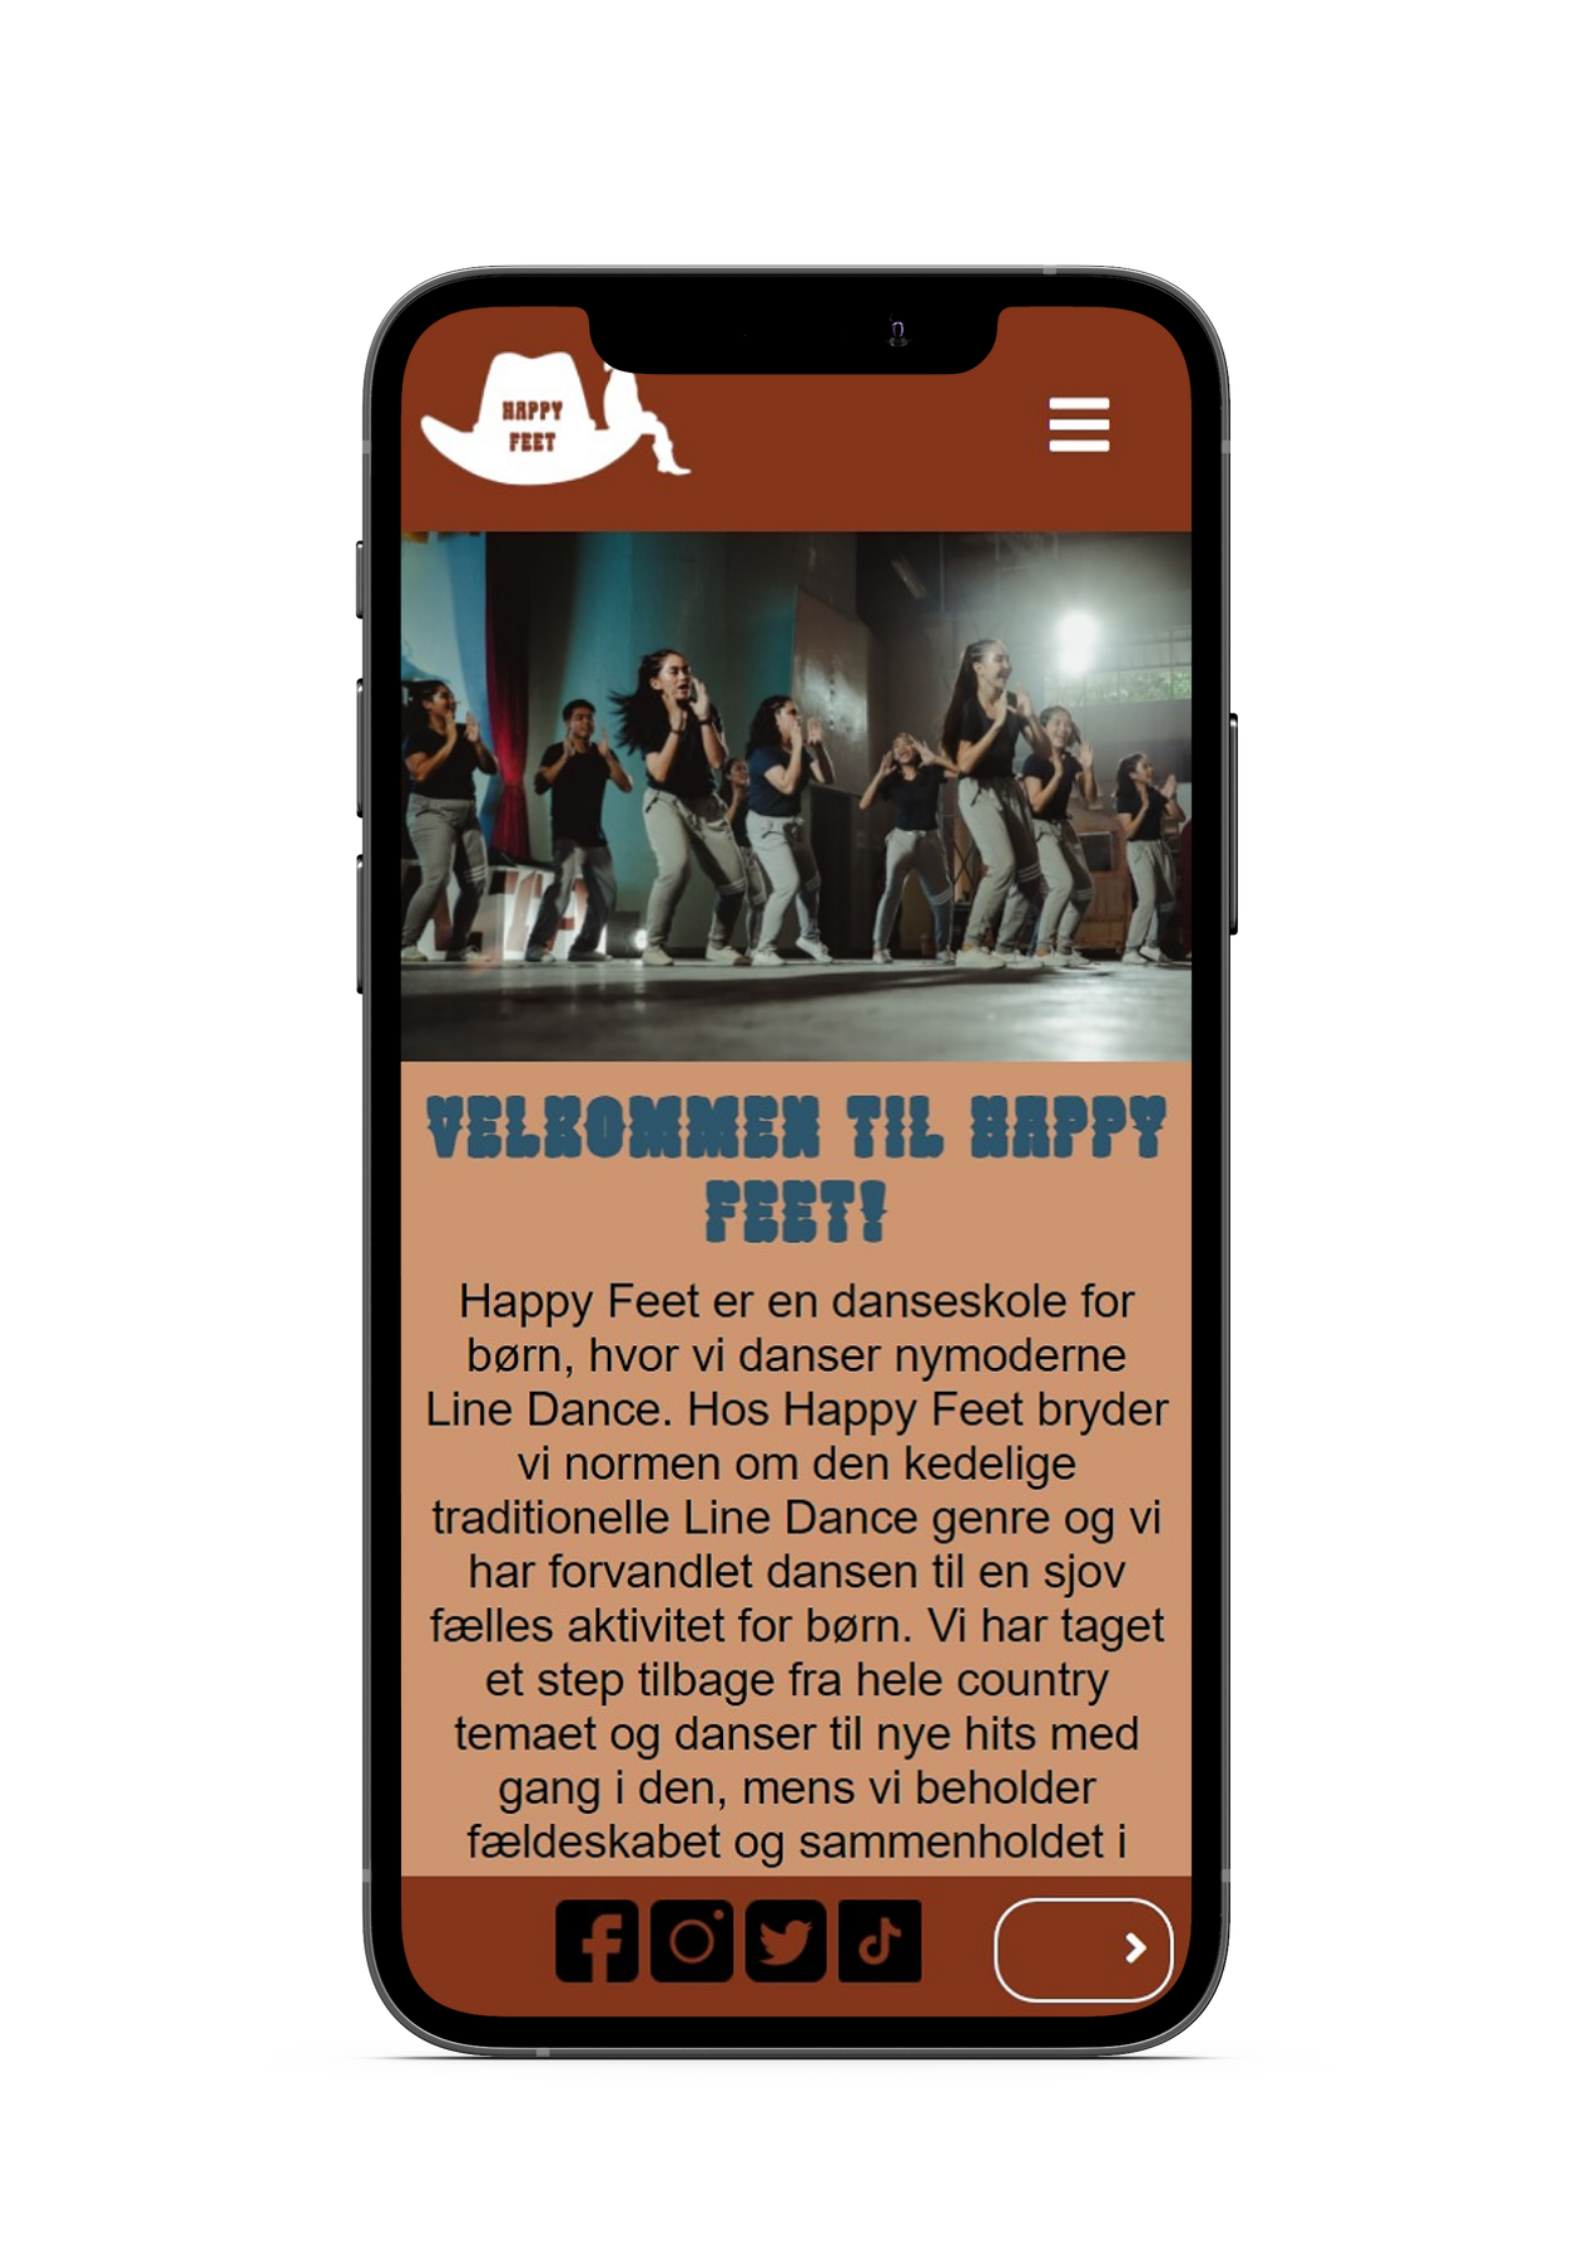 HAPPY
FEET
VELKOMMEN TIL HAPPY
FEET!
Happy Feet er en danseskole for
børn, hvor vi danser nymoderne
Line Dance. Hos Happy Feet bryder
vi normen om den kedelige
traditionelle Line Dance genre og vi
har forvandlet dansen til en sjov
fælles aktivitet for børn. Vi har taget
et step tilbage fra hele country
temaet og danser til nye hits med
gang i den, mens vi beholder
fældeskabet og sammenholdet i